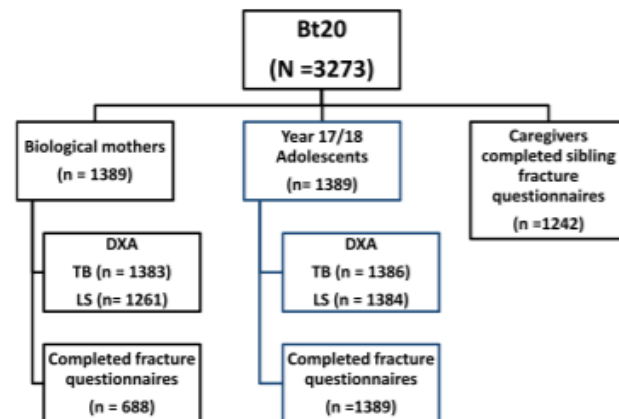 Bt20
(N =3273)
Biological mothers
(n = 1389)
Year 17/18
Adolescents
(n= 1389)
Caregivers
completed sibling
fracture
questionnaires
(n =1242)
DXA
TB (n = 1383)
LS (n= 1261)
DXA
TB (n = 1386)
LS (n = 1384)
Completed fracture
questionnaires
(n = 688)
Completed fracture
questionnaires
(n =1389)